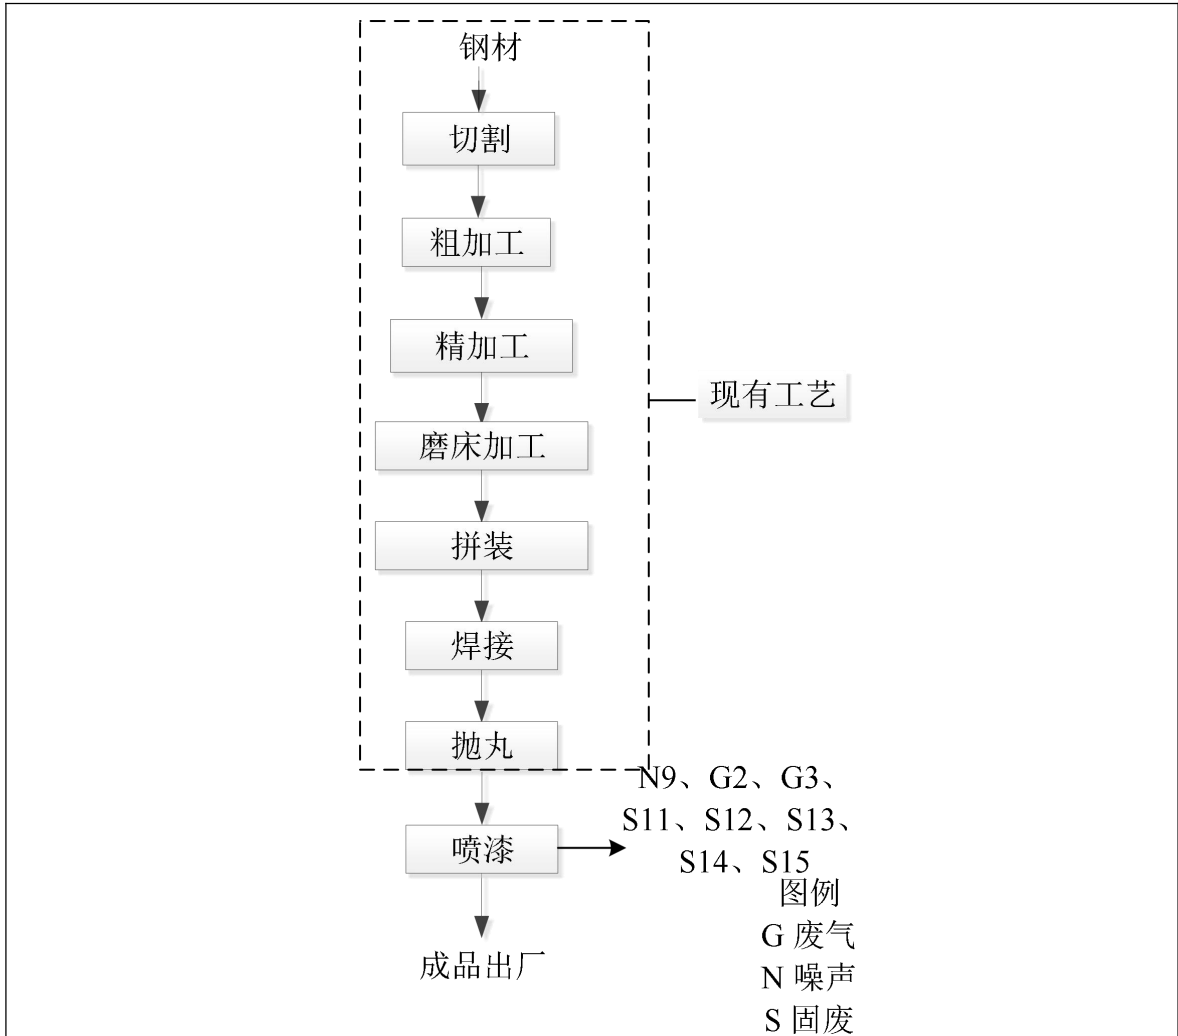 钢材
切割
粗加工
精加工
现有工艺
磨床加工
拼装
焊接
抛丸
N9、G2、G3、
S11、S12、S13、
S14、S15
喷漆
图例
G 废气
成品出厂
N 噪声
S 固废